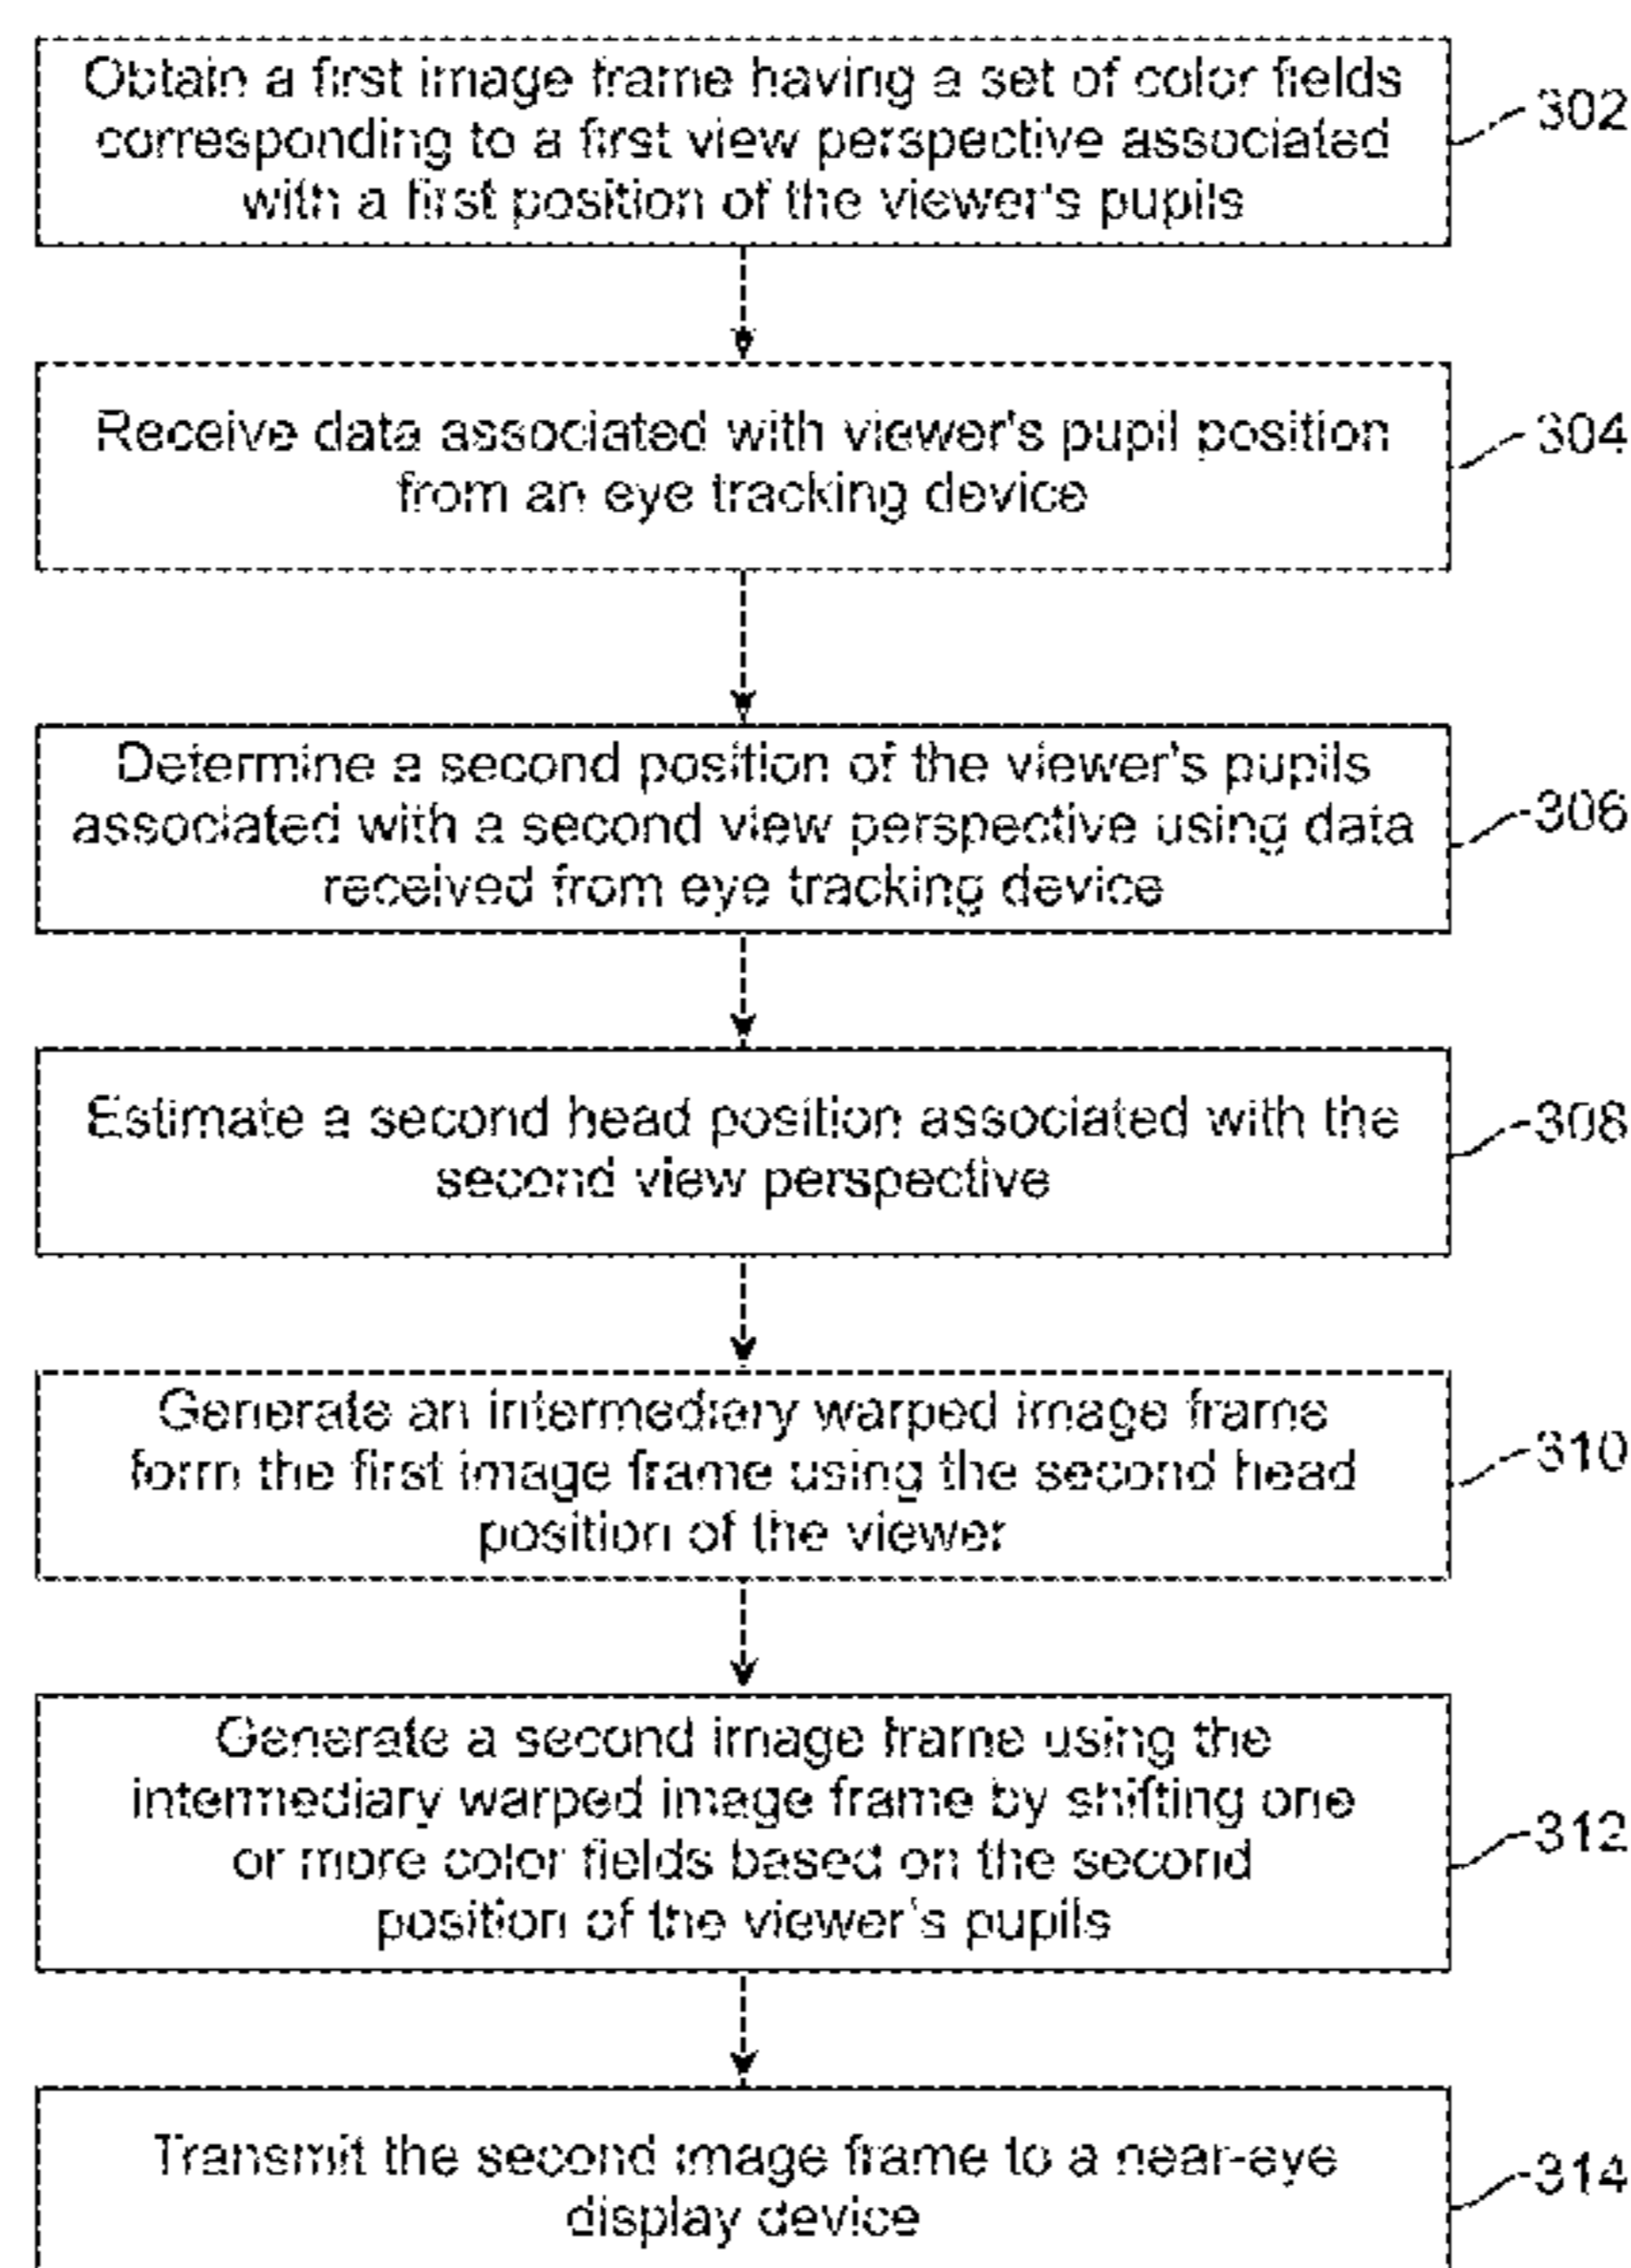 Obtain a first image frame having a set of color fields
corresponding to a first view perspective associated
with a first position of the viewer's pupils
302
Receive data associated with viewer's pupil position
from an eye tracking device
304
Determine a second position of the viewer's pupils
associated with a second view perspective using data
received from eye tracking device
306
Estimate a second head position associated with the
second view perspective
308
Generate an intermediary warped image frame
form the first image frame using the second head
position of the viewer
310
Generate a second image frame using the
intermediary warped image frame by shifting one
or more color fields based on the second
position of the viewer's pupils
312
Transmit the second image frame to a near-eye
display device
314